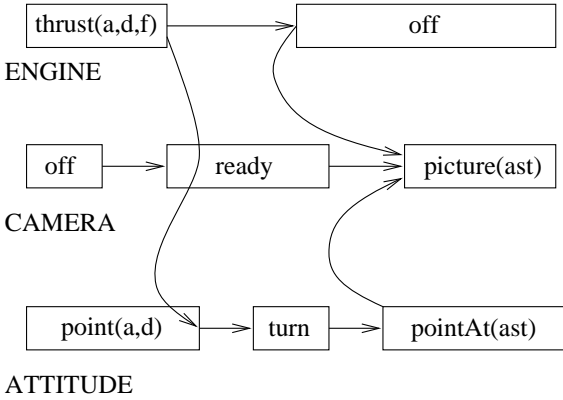 thrust(a,d,f) off
ENGINE
off ready picture(ast)
CAMERA
point(a,d) turn pointAt(ast)
ATTITUDE